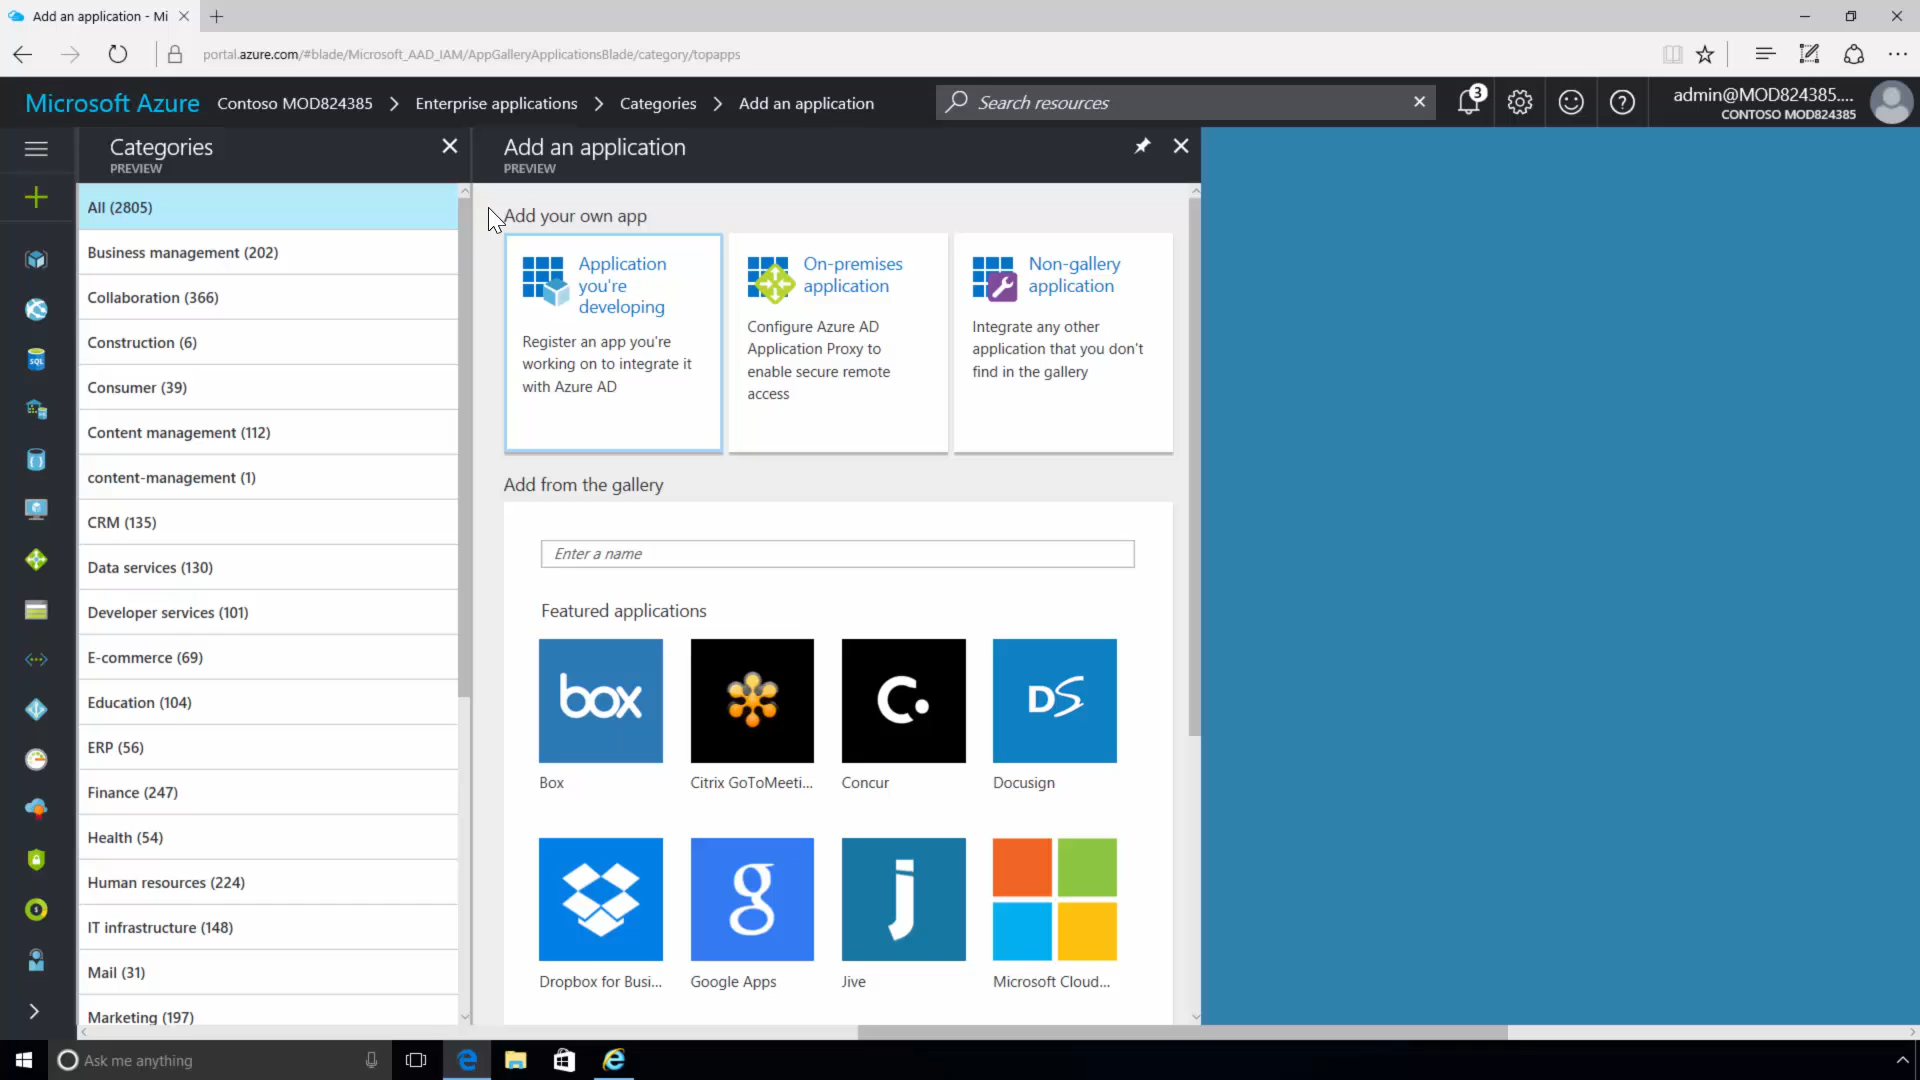 Add an application - Mi
portal.azure.com/#blade/Microsoft_AAD_IAM/AppGalleryApplicationsBlade/category/topapps
Microsoft Azure Contoso MOD824385 > Enterprise applications > Categories > Add an application
Search resources
3
admin@MOD824385....
CONTOSO MOD824385
Categories
PREVIEW
All (2805)
Business management (202)
Collaboration (366)
Construction (6)
Consumer (39)
Content management (112)
content-management (1)
CRM (135)
Data services (130)
Developer services (101)
E-commerce (69)
Education (104)
ERP (56)
Finance (247)
Health (54)
Human resources (224)
IT infrastructure (148)
Mail (31)
Marketing (197)
Add an application
PREVIEW
Add your own app
Application
you're
developing
Register an app you're
working on to integrate it
with Azure AD
On-premises
application
Configure Azure AD
Application Proxy to
enable secure remote
access
Non-gallery
application
Integrate any other
application that you don't
find in the gallery
Add from the gallery
Enter a name
Featured applications
box
C.
DS
Box
Citrix GoToMeeti...
Concur
Docusign
g
j
Dropbox for Busi...
Google Apps
Jive
Microsoft Cloud...
SQL
Ask me anything